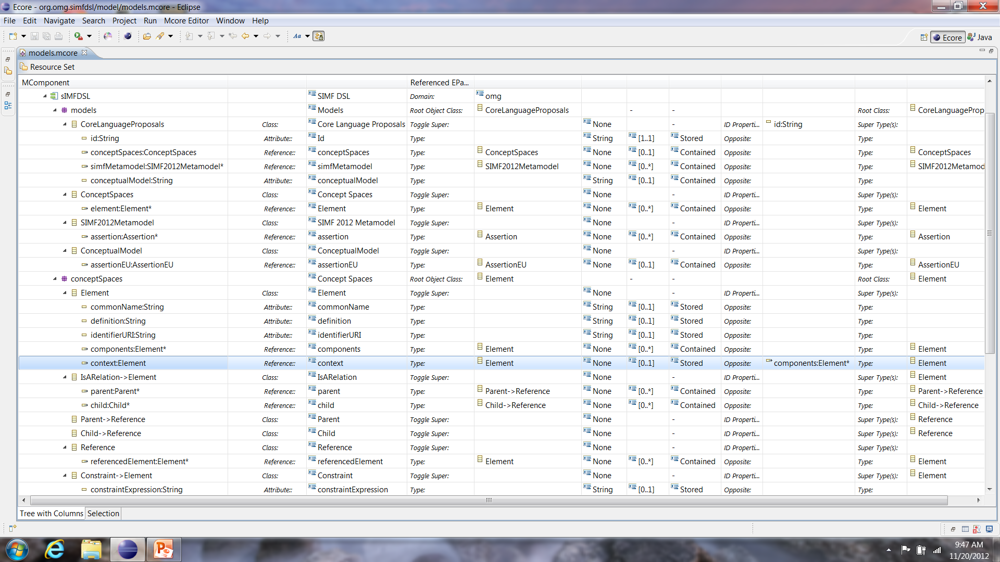 Ecore - org.omg.simfdsl/model/models.mcore - Eclipse
File Edit Navigate Search Project Run Mcore Editor Window Help
Aa Ecore Java
models.mcore
Resource Set
MComponent Referenced EPa...
sIMFDSL SIMF DSL Domain: omg
models Models Root Object Class: CoreLanguageProposals - - Root Class: CoreLanguageProp
CoreLanguageProposals Class: Core Language Proposals Toggle Super: None - ID Properti... id:String Super Type(s):
id:String Attribute:: Id Type: String [1..1] Stored Opposite: Type:
conceptSpaces:ConceptSpaces Reference:: conceptSpaces Type: ConceptSpaces None [0..1] Contained Opposite: Type: ConceptSpaces
simfMetamodel:SIMF2012Metamodel* Reference:: simfMetamodel Type: SIMF2012Metamodel None [0..*] Contained Opposite: Type: SIMF2012Metamod
conceptualModel:String Attribute:: conceptualModel Type: String [0..1] Contained Opposite: Type:
ConceptSpaces Class: Concept Spaces Toggle Super: None - ID Properti... Super Type(s):
element:Element* Reference:: Element Type: Element None [0..*] Contained Opposite: Type: Element
SIMF2012Metamodel Class: SIMF 2012 Metamodel Toggle Super: None - ID Properti... Super Type(s):
assertion:Assertion* Reference:: assertion Type: Assertion None [0..*] Contained Opposite: Type: Assertion
ConceptualModel Class: ConceptualModel Toggle Super: None - ID Properti... Super Type(s):
assertionEU:AssertionEU Reference:: assertionEU Type: AssertionEU None [0..1] Contained Opposite: Type: AssertionEU
conceptSpaces Concept Spaces Root Object Class: Element - - Root Class: Element
Element Class: Element Toggle Super: None - ID Properti... Super Type(s):
commonName:String Attribute:: commonName Type: String [0..1] Stored Opposite: Type:
definition:String Attribute:: definition Type: String [0..1] Stored Opposite: Type:
identifierURI:String Attribute:: identifierURI Type: String [0..1] Stored Opposite: Type:
components:Element* Reference:: components Type: Element None [0..*] Contained Opposite: Type: Element
context:Element Reference:: context Type: Element None [0..1] Stored Opposite: components:Element* Type: Element
IsARelation->Element Class: IsARelation Toggle Super: None - ID Properti... Super Type(s): Element
parent:Parent* Reference:: parent Type: Parent->Reference None [0..*] Contained Opposite: Type: Parent->Reference
child:Child* Reference:: child Type: Child->Reference None [0..*] Contained Opposite: Type: Child->Reference
Parent->Reference Class: Parent Toggle Super: None - ID Properti... Super Type(s): Reference
Child->Reference Class: Child Toggle Super: None - ID Properti... Super Type(s): Reference
Reference Class: Reference Toggle Super: None - ID Properti... Super Type(s):
referencedElement:Element* Reference:: referencedElement Type: Element None [0..*] Contained Opposite: Type: Element
Constraint->Element Class: Constraint Toggle Super: None - ID Properti... Super Type(s): Element
constraintExpression:String Attribute:: constraintExpression Type: String [0..1] Stored Opposite: Type:
Tree with Columns Selection
9:47 AM
11/20/2012